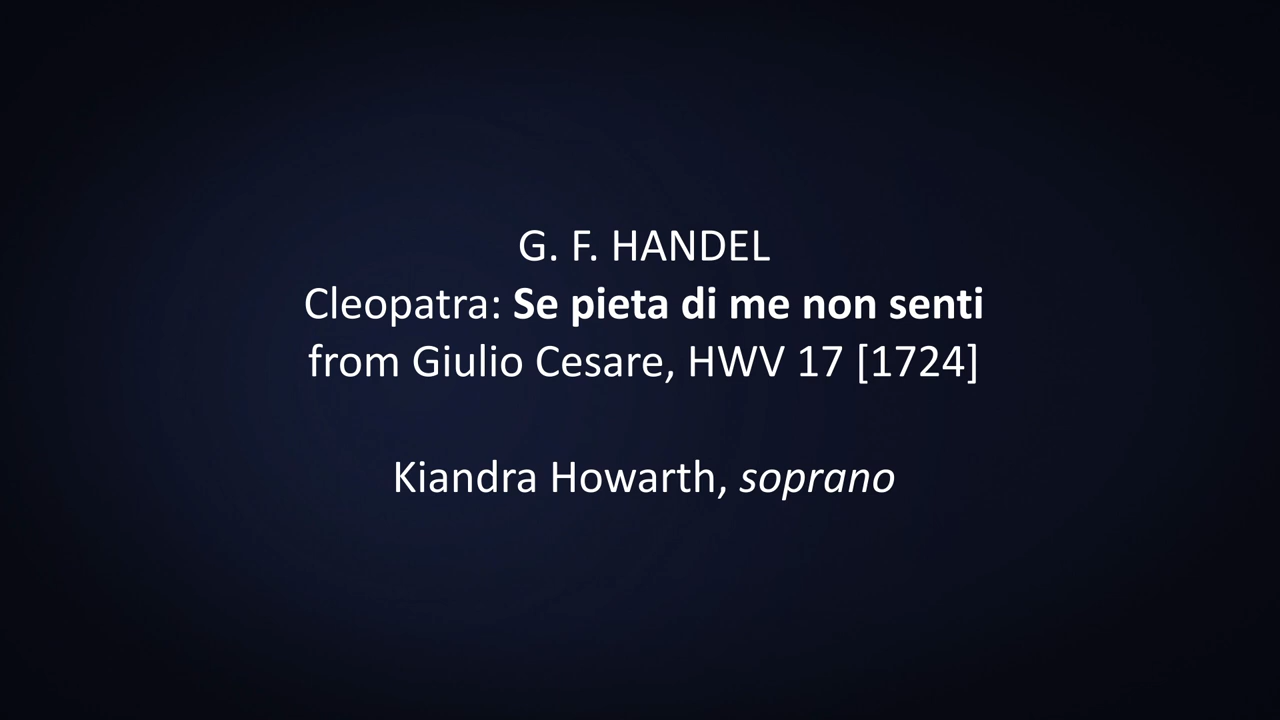 G. F. HANDEL
Cleopatra: Se pieta di me non senti
from Giulio Cesare, HWV 17 [1724]
Kiandra Howarth, soprano